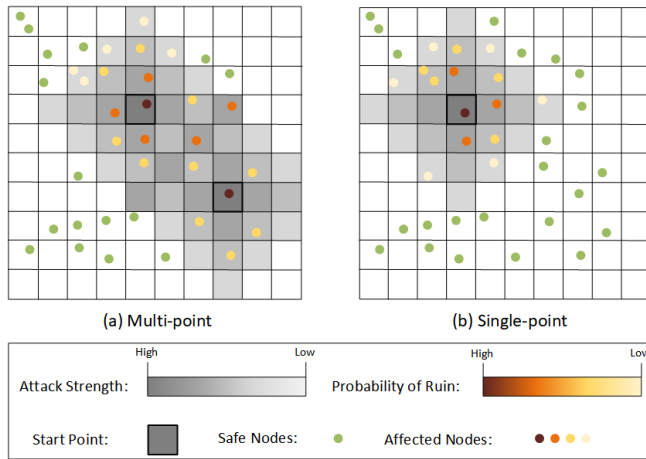 (a) Multi-point
(b) Single-point
High Low High Low
Attack Strength: Probability of Ruin:
Start Point: Safe Nodes: Affected Nodes: